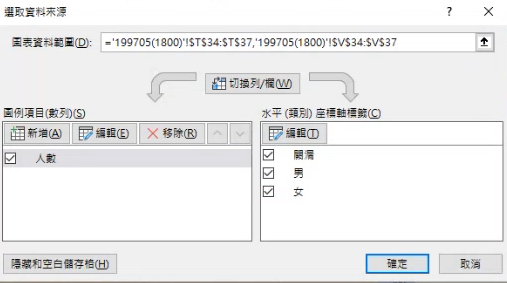 選取資料來源
? ×
圖表資料範圍(D): ='199705(1800)'!$T$34:$T$37,'199705(1800)'!$V$34:$V$37
切換列/欄(W)
圖例項目(數列)(S)
新增(A) 編輯(E) 移除(R)
人數
水平 (類別) 座標軸標籤(C)
編輯(T)
男
女
隱藏和空白儲存格(H)
確定 取消